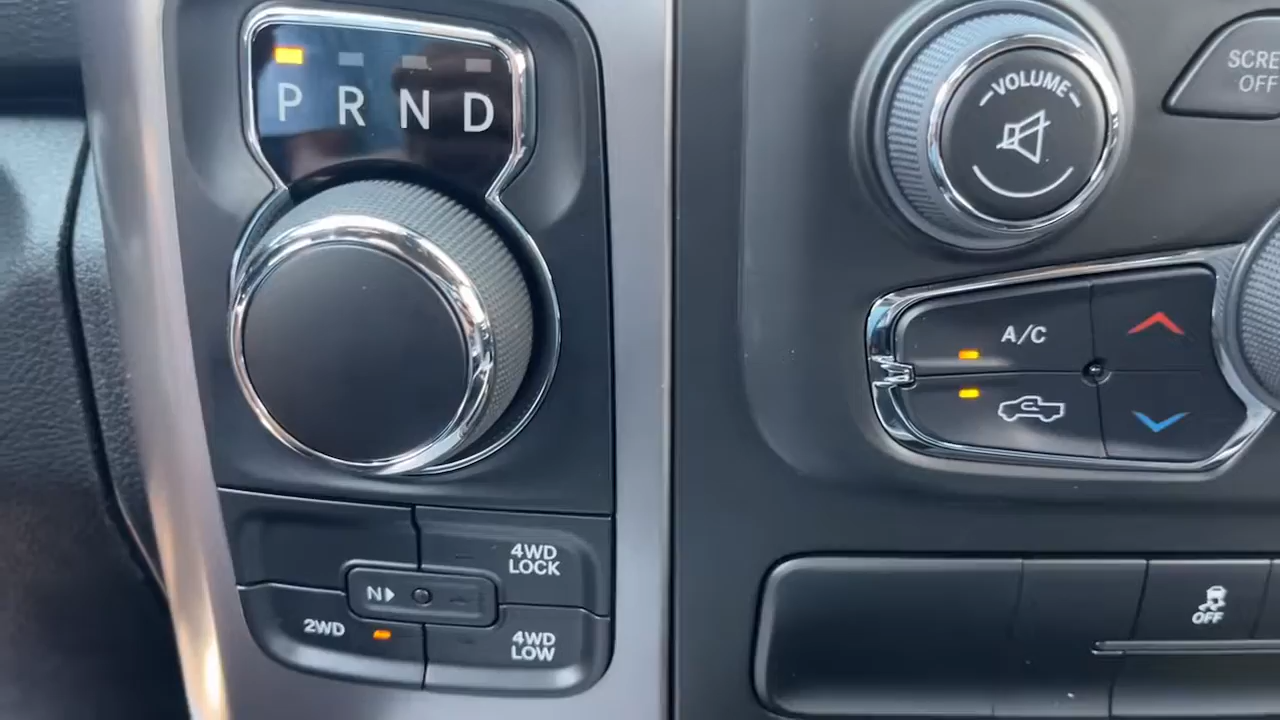 P R N D
VOLUME
SCRE
OFF
A/C
4WD
LOCK
N
2WD
4WD
LOW
OFF